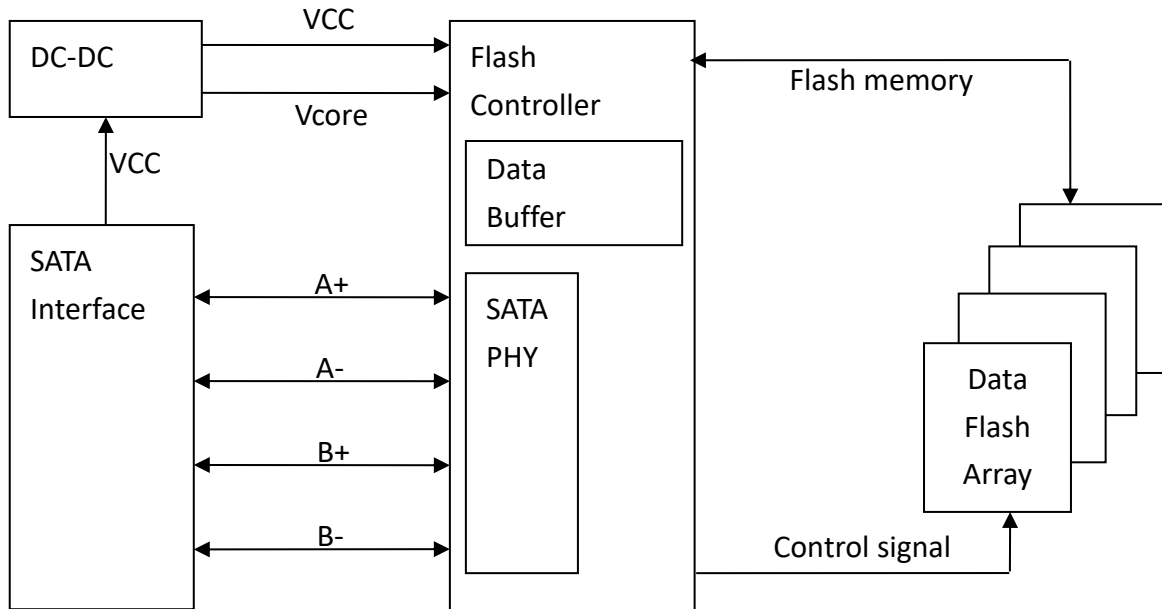 DC-DC
VCC
Vcore
VCC
SATA
Interface
A+
A-
B+
B-
Flash
Controller
Data
Buffer
SATA
PHY
Flash memory
Data
Flash
Array
Control signal